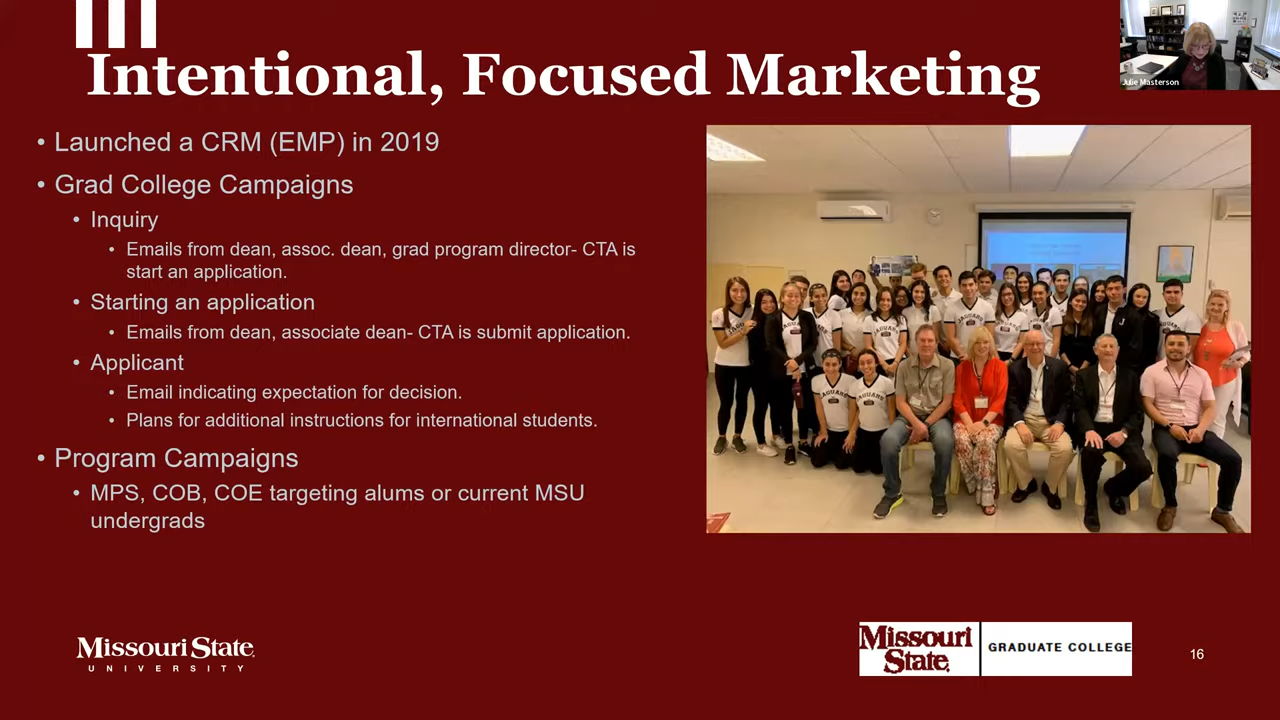 Intentional, Focused Marketing
Julie Masterson
• Launched a CRM (EMP) in 2019
• Grad College Campaigns
• Inquiry
• Emails from dean, assoc. dean, grad program director- CTA is
start an application.
• Starting an application
• Emails from dean, associate dean- CTA is submit application.
• Applicant
• Email indicating expectation for decision.
• Plans for additional instructions for international students.
• Program Campaigns
• MPS, COB, COE targeting alums or current MSU
undergrads
JAGUARS
Missouri State
UNIVERSITY
Missouri
State
GRADUATE COLLEGE
16